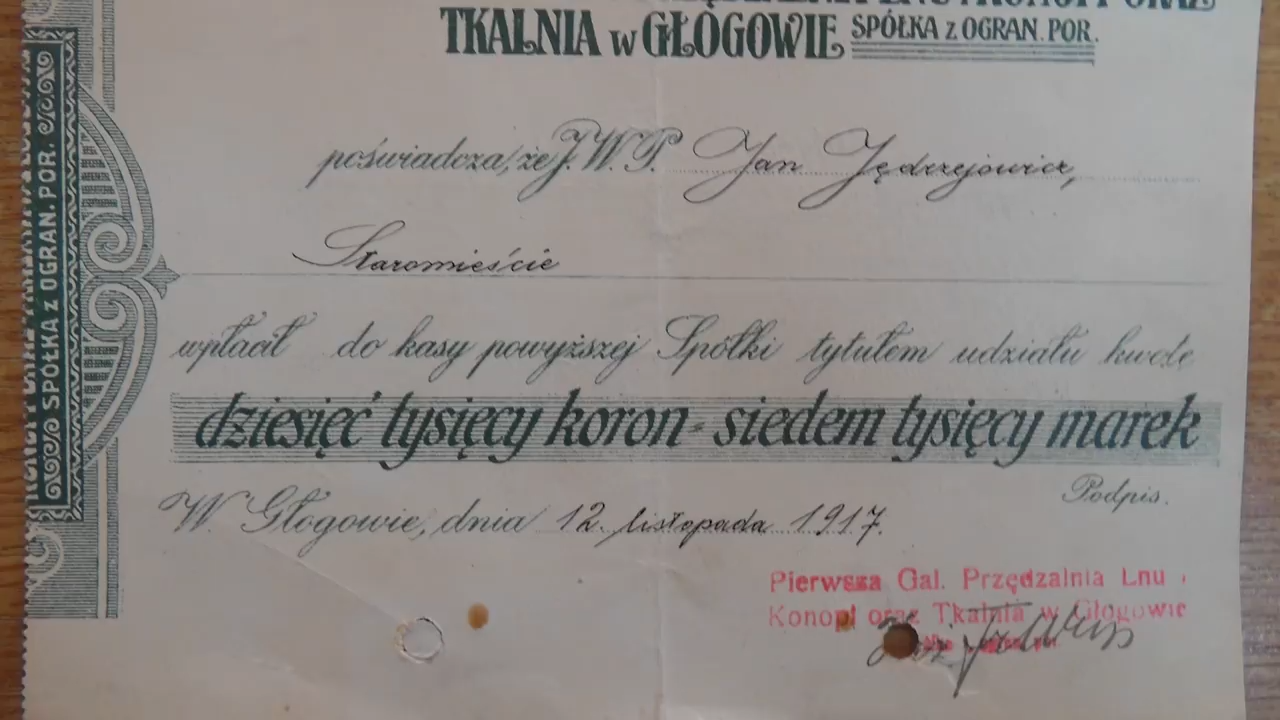 TKALNIA w GŁOGOWIE SPÓŁKA z OGRAN. POR.
poświadcza, że J. W. P. Jan Jędrzejowicz,
Staromieście
wpłacił do kasy powyższej Spółki tytułem udziału kwotę
dziesięć tysięcy koron - siedem tysięcy marek
Podpis.
W Głogowie, dnia 12 listopada 1917.
Pierwsza Gal. Przędzalnia Lnu i
Konopi oraz Tkalnia w Głogowie
SPÓŁKA z OGRAN. POR.